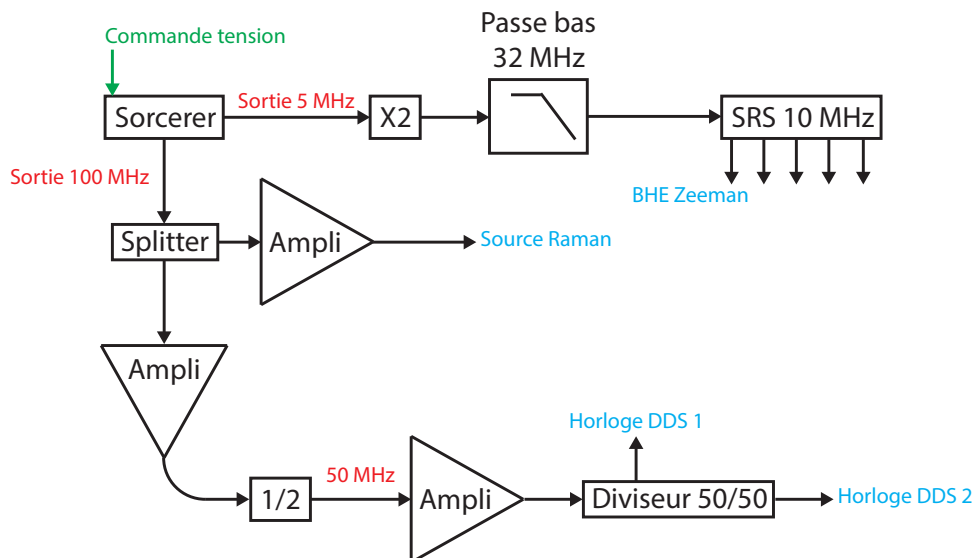 Passe bas
32 MHz
Commande tension
Sorcerer
Sortie 5 MHz
X2
SRS 10 MHz
Sortie 100 MHz
BHE Zeeman
Splitter
Ampli
Source Raman
Ampli
Horloge DDS 1
50 MHz
1/2
Ampli
Diviseur 50/50
Horloge DDS 2